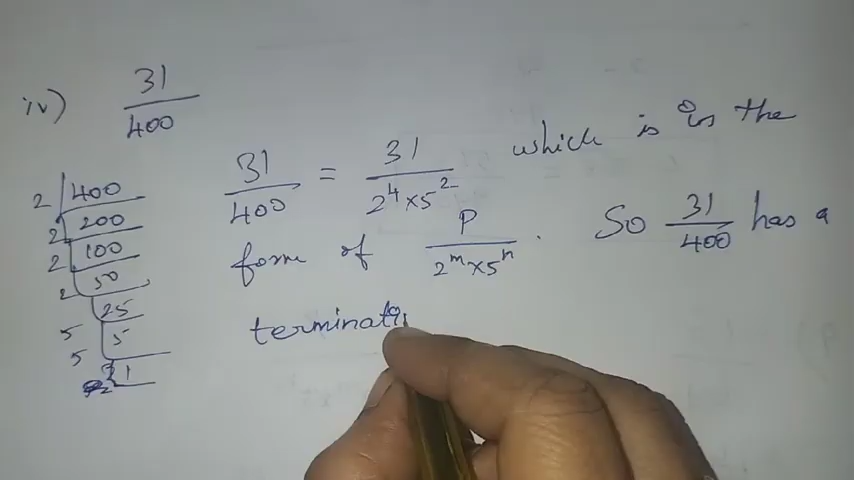 iv) 31/400
31/400 = 31/2⁴×5² which is in the
form of P/2ᵐ×5ⁿ. So 31/400 has a
terminati
2 | 400
2 | 200
2 | 100
2 | 50
25
5 | 5
5 | 1